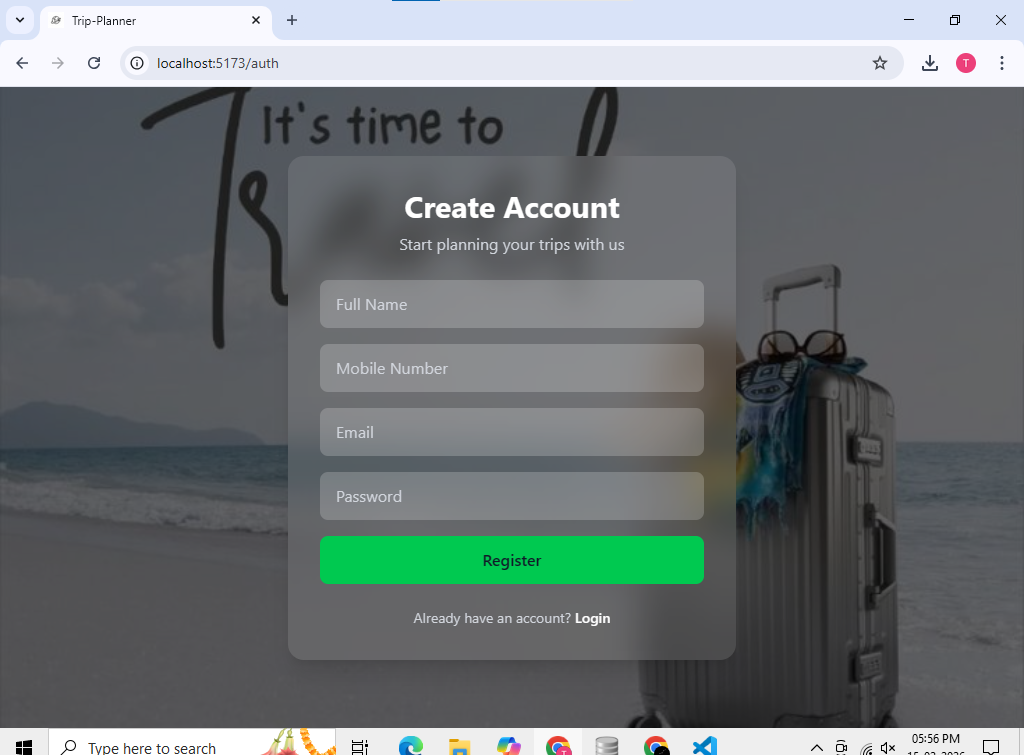 Trip-Planner
localhost:5173/auth
T
It's time to
Travel
Create Account
Start planning your trips with us
Full Name
Mobile Number
Email
Password
Register
Already have an account? Login
Type here to search
05:56 PM